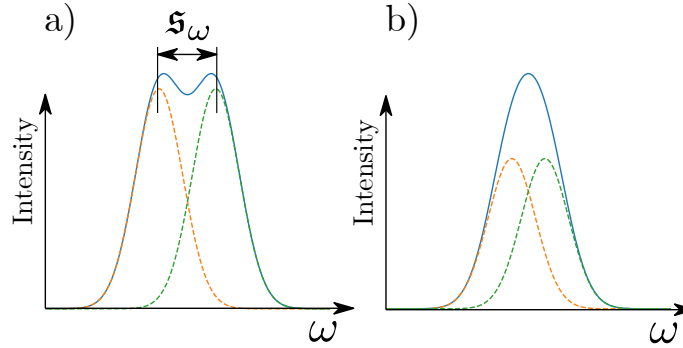 a)
𝔰ω
Intensity
ω
b)
Intensity
ω